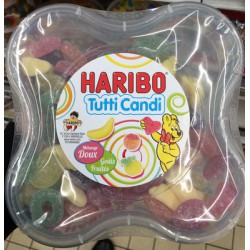 HARIBO
Tutti Candi
Mélange
Doux
Goûts
Fruités